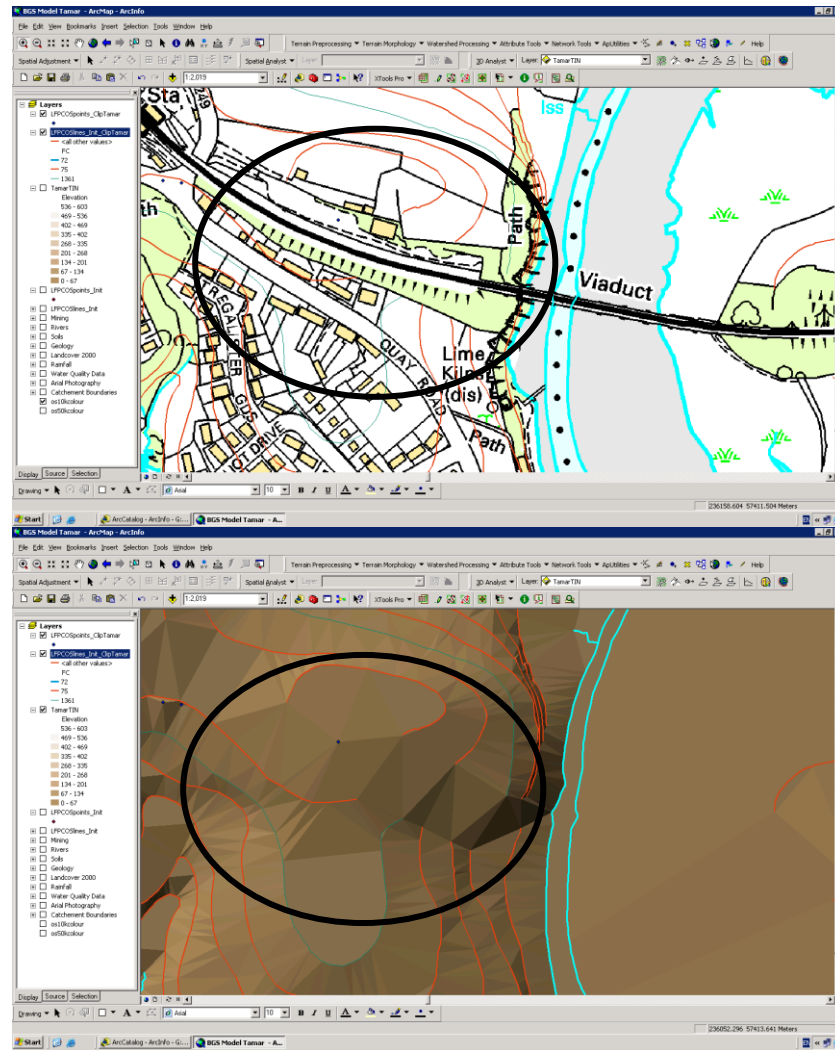 BGS Model Tamar - ArcMap - ArcInfo
File Edit View Bookmarks Insert Selection Tools Window Help
Terrain Preprocessing Terrain Morphology Watershed Processing Attribute Tools Network Tools ApUtilities Help
Spatial Adjustment Spatial Analyst Layer: 3D Analyst Layer: TamarTIN
1:2,019 XTools Pro
Layers
LFPCOSpoints_ClipTamar
LFPCOSlines_Init_ClipTamar
<all other values>
FC
72
75
1361
TamarTIN
Elevation
536 - 603
469 - 536
402 - 469
335 - 402
268 - 335
201 - 268
134 - 201
67 - 134
0 - 67
LFPCOSpoints_Init
LFPCOSlines_Init
Mining
Rivers
Soils
Geology
Landcover 2000
Rainfall
Water Quality Data
Arial Photography
Catchement Boundaries
os10kcolour
os50kcolour
Sta
249
Iss
th
Path
Viaduct
REGAL
TER
GDS
QUAY ROAD
Lime
Kilns
(dis)
OT DRIVE
Path
Display Source Selection
Drawing A Arial 10 B I U A
236158.604 57411.504 Meters
Start ArcCatalog - ArcInfo - G:... BGS Model Tamar - A...
BGS Model Tamar - ArcMap - ArcInfo
File Edit View Bookmarks Insert Selection Tools Window Help
Terrain Preprocessing Terrain Morphology Watershed Processing Attribute Tools Network Tools ApUtilities Help
Spatial Adjustment Spatial Analyst Layer: 3D Analyst Layer: TamarTIN
1:2,019 XTools Pro
Layers
LFPCOSpoints_ClipTamar
LFPCOSlines_Init_ClipTamar
<all other values>
FC
72
75
1361
TamarTIN
Elevation
536 - 603
469 - 536
402 - 469
335 - 402
268 - 335
201 - 268
134 - 201
67 - 134
0 - 67
LFPCOSpoints_Init
LFPCOSlines_Init
Mining
Rivers
Soils
Geology
Landcover 2000
Rainfall
Water Quality Data
Arial Photography
Catchement Boundaries
os10kcolour
os50kcolour
Display Source Selection
Drawing A Arial 10 B I U A
236052.296 57413.641 Meters
Start ArcCatalog - ArcInfo - G:... BGS Model Tamar - A...